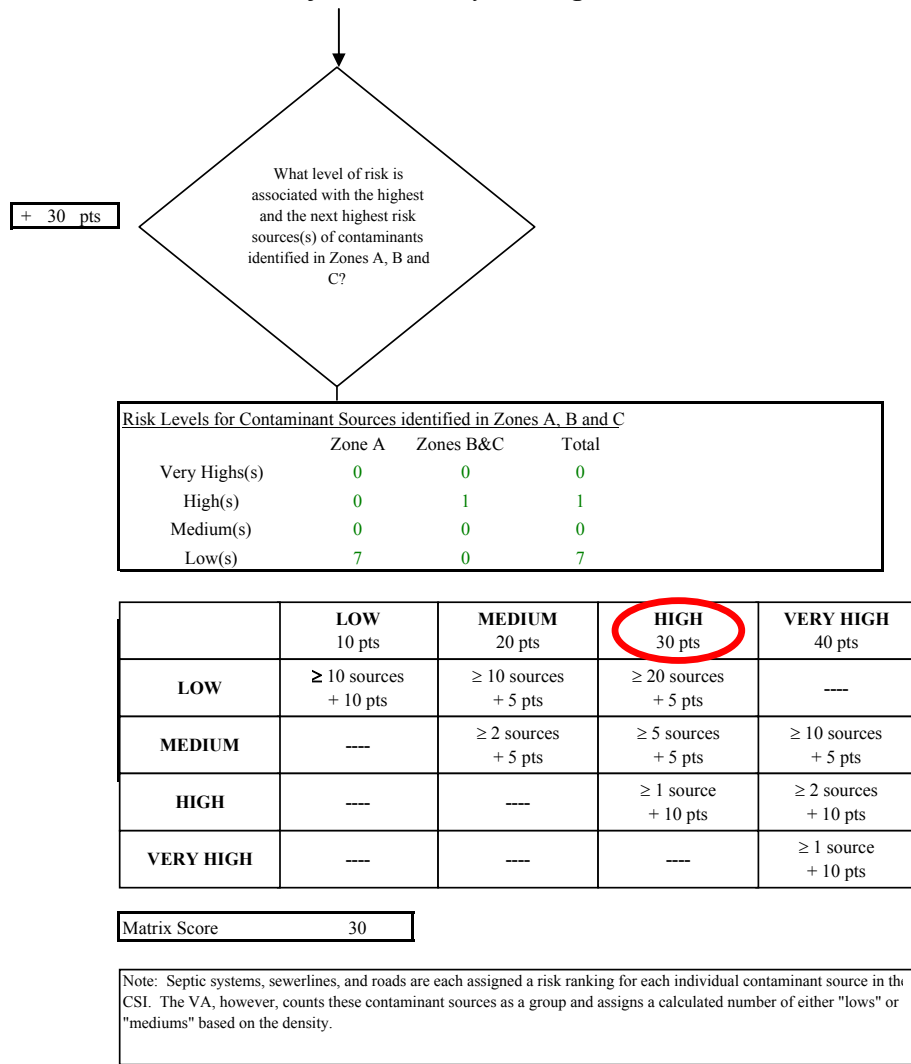 What level of risk is
associated with the highest
and the next highest risk
sources(s) of contaminants
identified in Zones A, B and
C?
+ 30 pts
Risk Levels for Contaminant Sources identified in Zones A, B and C
Zone A Zones B&C Total
Very Highs(s) 0 0 0
High(s) 0 1 1
Medium(s) 0 0 0
Low(s) 7 0 7
LOW MEDIUM HIGH VERY HIGH
10 pts 20 pts 30 pts 40 pts
LOW ≥ 10 sources ≥ 10 sources ≥ 20 sources ----
+ 10 pts + 5 pts + 5 pts
MEDIUM ---- ≥ 2 sources ≥ 5 sources ≥ 10 sources
+ 5 pts + 5 pts + 5 pts
HIGH ---- ---- ≥ 1 source ≥ 2 sources
+ 10 pts + 10 pts
VERY HIGH ---- ---- ---- ≥ 1 source
+ 10 pts
Matrix Score 30
Note: Septic systems, sewerlines, and roads are each assigned a risk ranking for each individual contaminant source in the
CSI. The VA, however, counts these contaminant sources as a group and assigns a calculated number of either "lows" or
"mediums" based on the density.